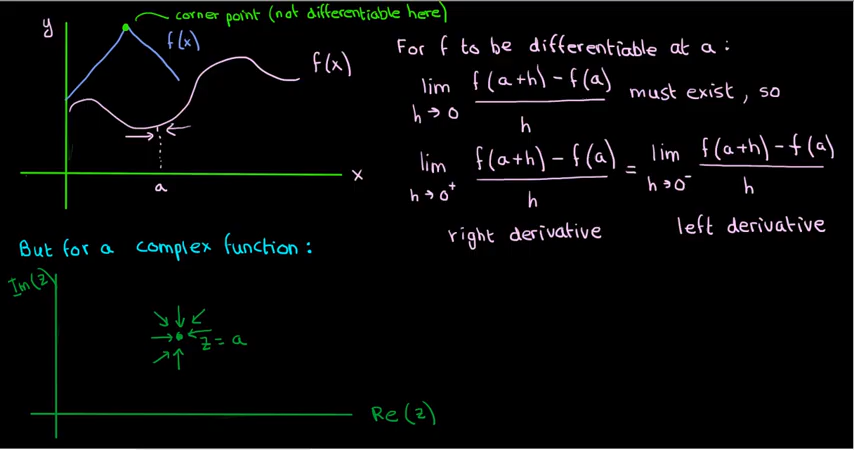 y
corner point (not differentiable here)
f(x)
f(x)
x
a
For f to be differentiable at a :
lim h→0 f(a+h) – f(a) / h must exist, so
lim h→0⁺ f(a+h) – f(a) / h = lim h→0⁻ f(a+h) – f(a) / h
right derivative left derivative
But for a complex function :
Im(z)
z = a
Re(z)